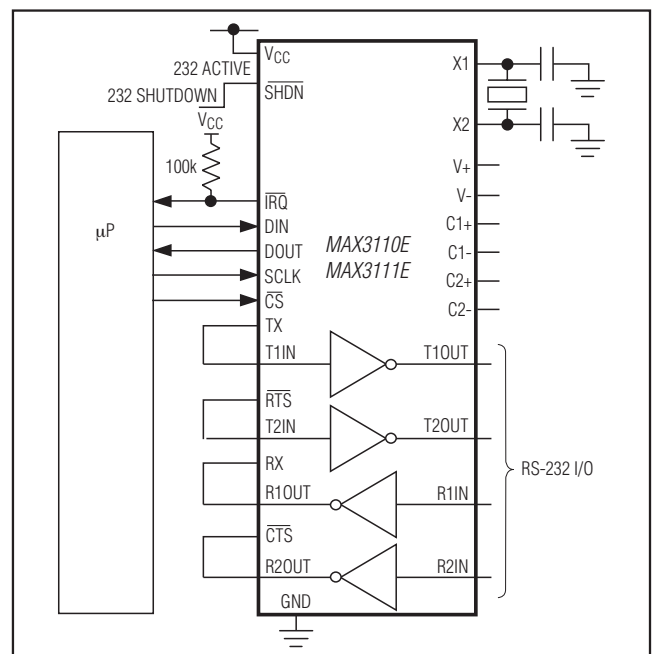 VCC
232 ACTIVE
SHDN
232 SHUTDOWN
VCC
100k
IRQ
DIN
DOUT
SCLK
CS
µP
MAX3110E
MAX3111E
X1
X2
V+
V-
C1+
C1-
C2+
C2-
TX
T1IN
T1OUT
RTS
T2IN
T2OUT
RS-232 I/O
RX
R1OUT
R1IN
CTS
R2OUT
R2IN
GND